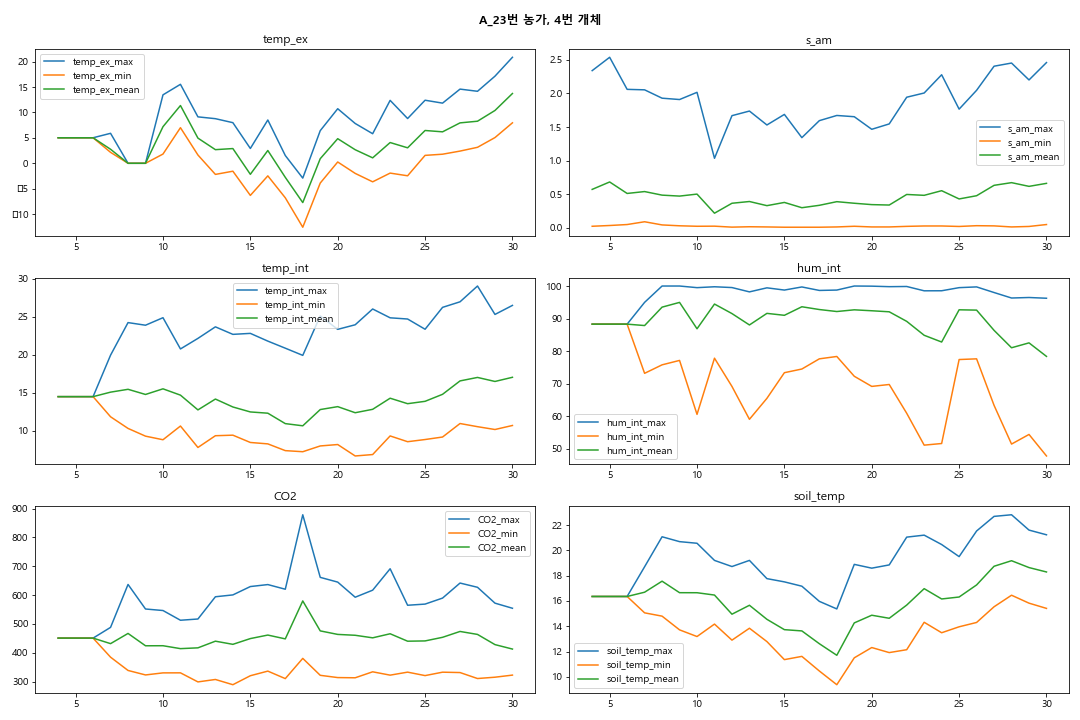 A_23번 농가, 4번 개체
temp_ex
temp_ex_max
temp_ex_min
temp_ex_mean
20
15
10
5
0
▯5
▯10
5 10 15 20 25 30
s_am
s_am_max
s_am_min
s_am_mean
2.5
2.0
1.5
1.0
0.5
0.0
5 10 15 20 25 30
temp_int
temp_int_max
temp_int_min
temp_int_mean
30
25
20
15
10
5 10 15 20 25 30
hum_int
hum_int_max
hum_int_min
hum_int_mean
100
90
80
70
60
50
5 10 15 20 25 30
CO2
CO2_max
CO2_min
CO2_mean
900
800
700
600
500
400
300
5 10 15 20 25 30
soil_temp
soil_temp_max
soil_temp_min
soil_temp_mean
22
20
18
16
14
12
10
5 10 15 20 25 30